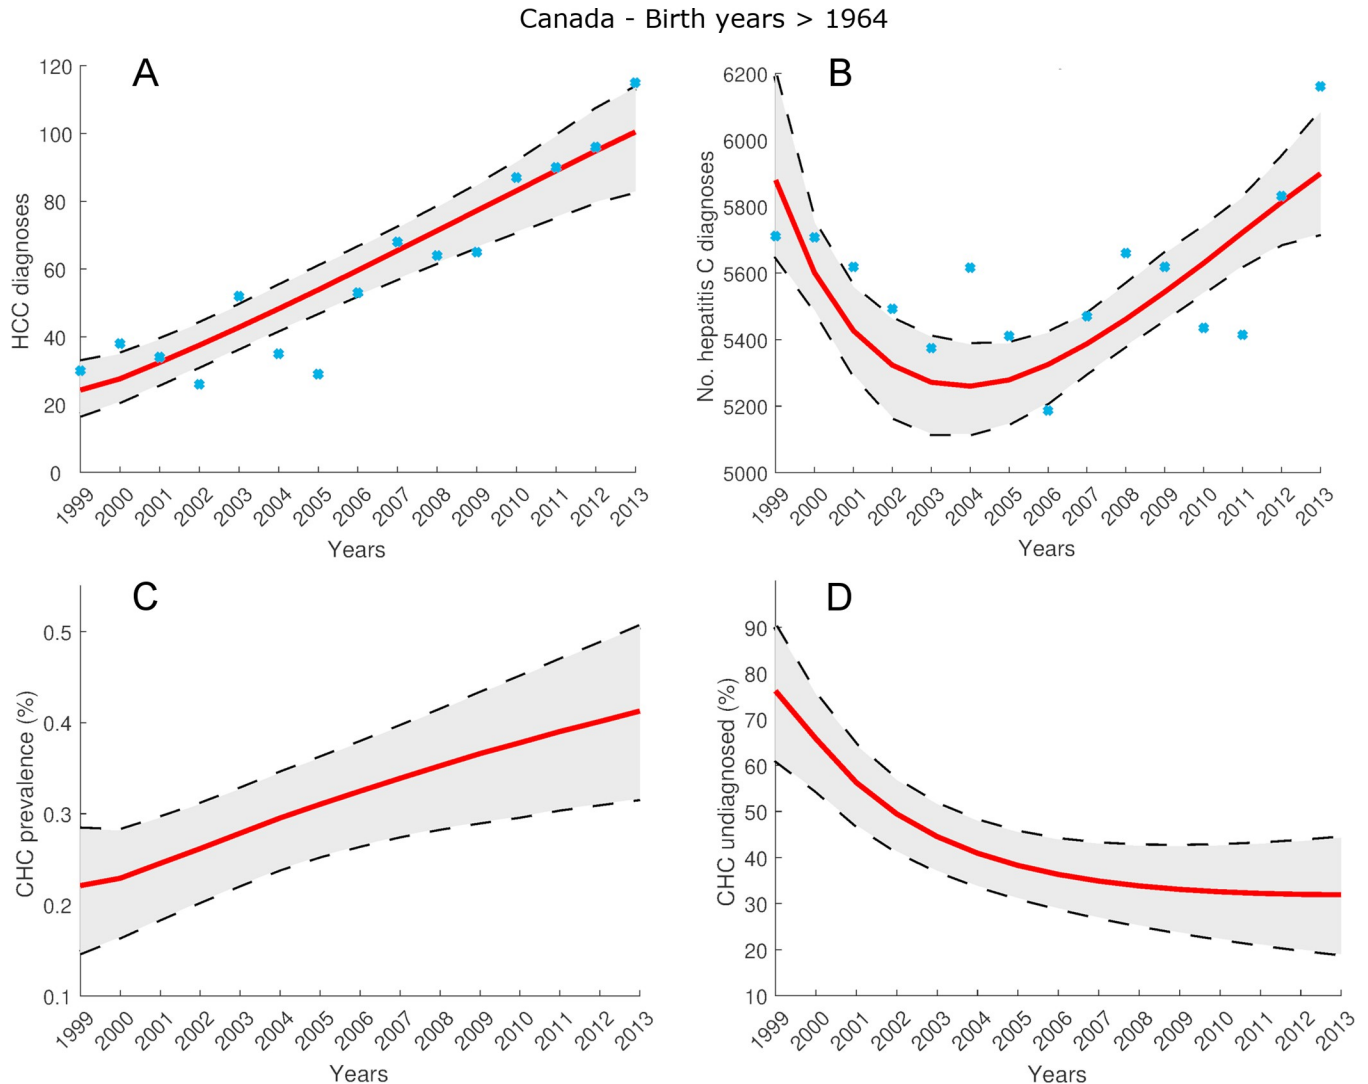 Canada - Birth years > 1964
A
HCC diagnoses
120
100
80
60
40
20
0
1999 2000 2001 2002 2003 2004 2005 2006 2007 2008 2009 2010 2011 2012 2013
Years
B
No. hepatitis C diagnoses
6200
6000
5800
5600
5400
5200
5000
1999 2000 2001 2002 2003 2004 2005 2006 2007 2008 2009 2010 2011 2012 2013
Years
C
CHC prevalence (%)
0.5
0.4
0.3
0.2
0.1
1999 2000 2001 2002 2003 2004 2005 2006 2007 2008 2009 2010 2011 2012 2013
Years
D
CHC undiagnosed (%)
90
80
70
60
50
40
30
20
10
1999 2000 2001 2002 2003 2004 2005 2006 2007 2008 2009 2010 2011 2012 2013
Years